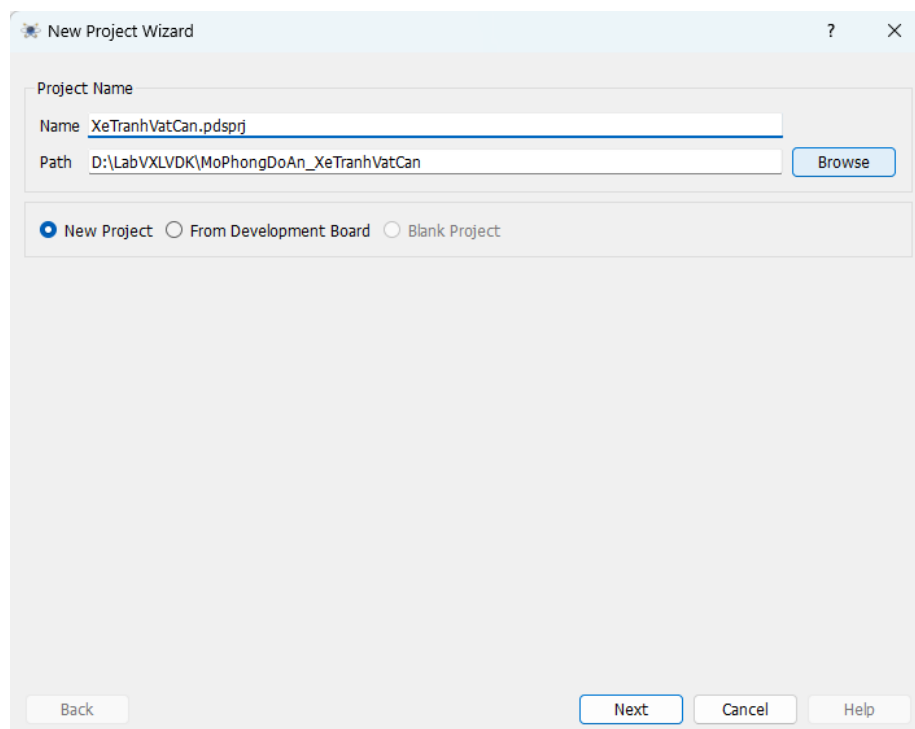 New Project Wizard ?
Project Name
Name XeTranhVatCan.pdsprj
Path D:\LabVXLVDK\MoPhongDoAn_XeTranhVatCan Browse
New Project From Development Board Blank Project
Back Next Cancel Help